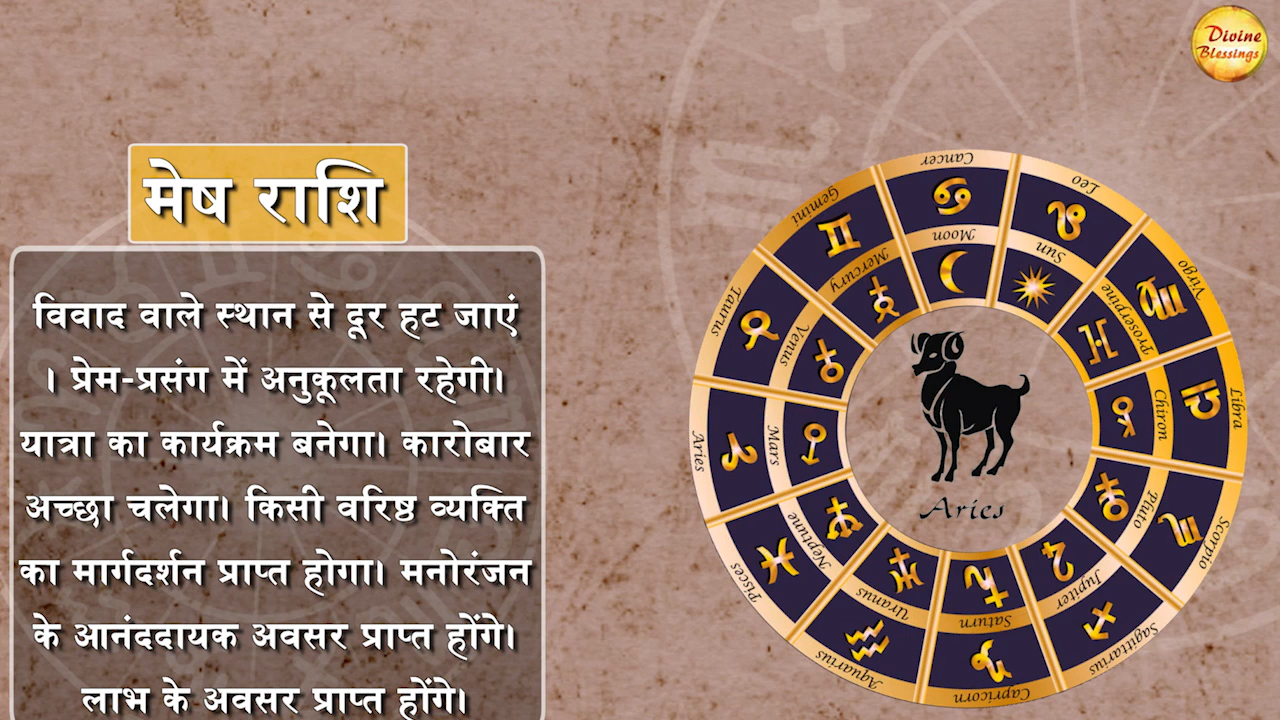 Divine
Blessings
मेष राशि
विवाद वाले स्थान से दूर हट जाएं
। प्रेम-प्रसंग में अनुकूलता रहेगी।
यात्रा का कार्यक्रम बनेगा। कारोबार
अच्छा चलेगा। किसी वरिष्ठ व्यक्ति
का मार्गदर्शन प्राप्त होगा। मनोरंजन
के आनंददायक अवसर प्राप्त होंगे।
लाभ के अवसर प्राप्त होंगे।
Cancer
Leo
Virgo
Libra
Scorpio
Sagittarius
Capricorn
Aquarius
Pisces
Aries
Taurus
Gemini
Moon
Sun
Proserpine
Chiron
Pluto
Jupiter
Saturn
Uranus
Neptune
Mars
Venus
Mercury
Aries